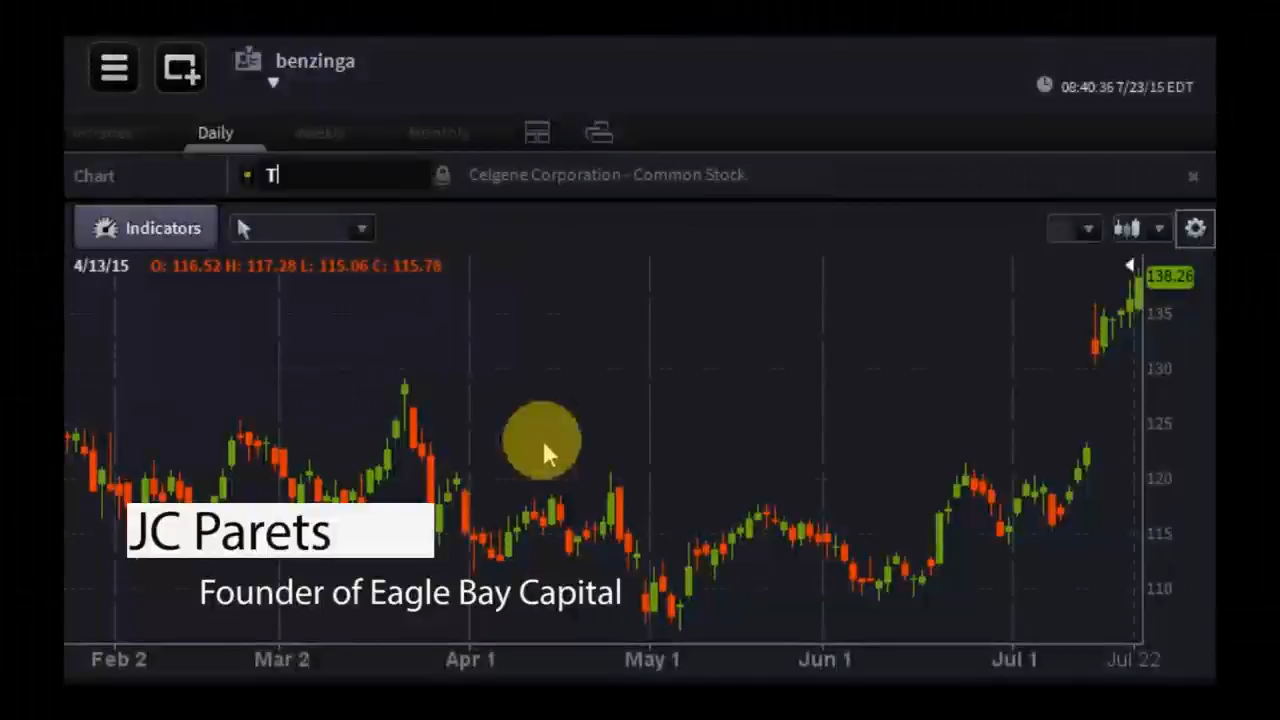 benzinga
08:40:36 7/23/15 EDT
Daily Weekly Monthly
Chart T Celgene Corporation - Common Stock
Indicators
4/13/15 O: 116.52 H: 117.28 L: 115.06 C: 115.78
138.26
135
130
125
120
115
110
JC Parets
Founder of Eagle Bay Capital
Feb 2 Mar 2 Apr 1 May 1 Jun 1 Jul 1 Jul 22